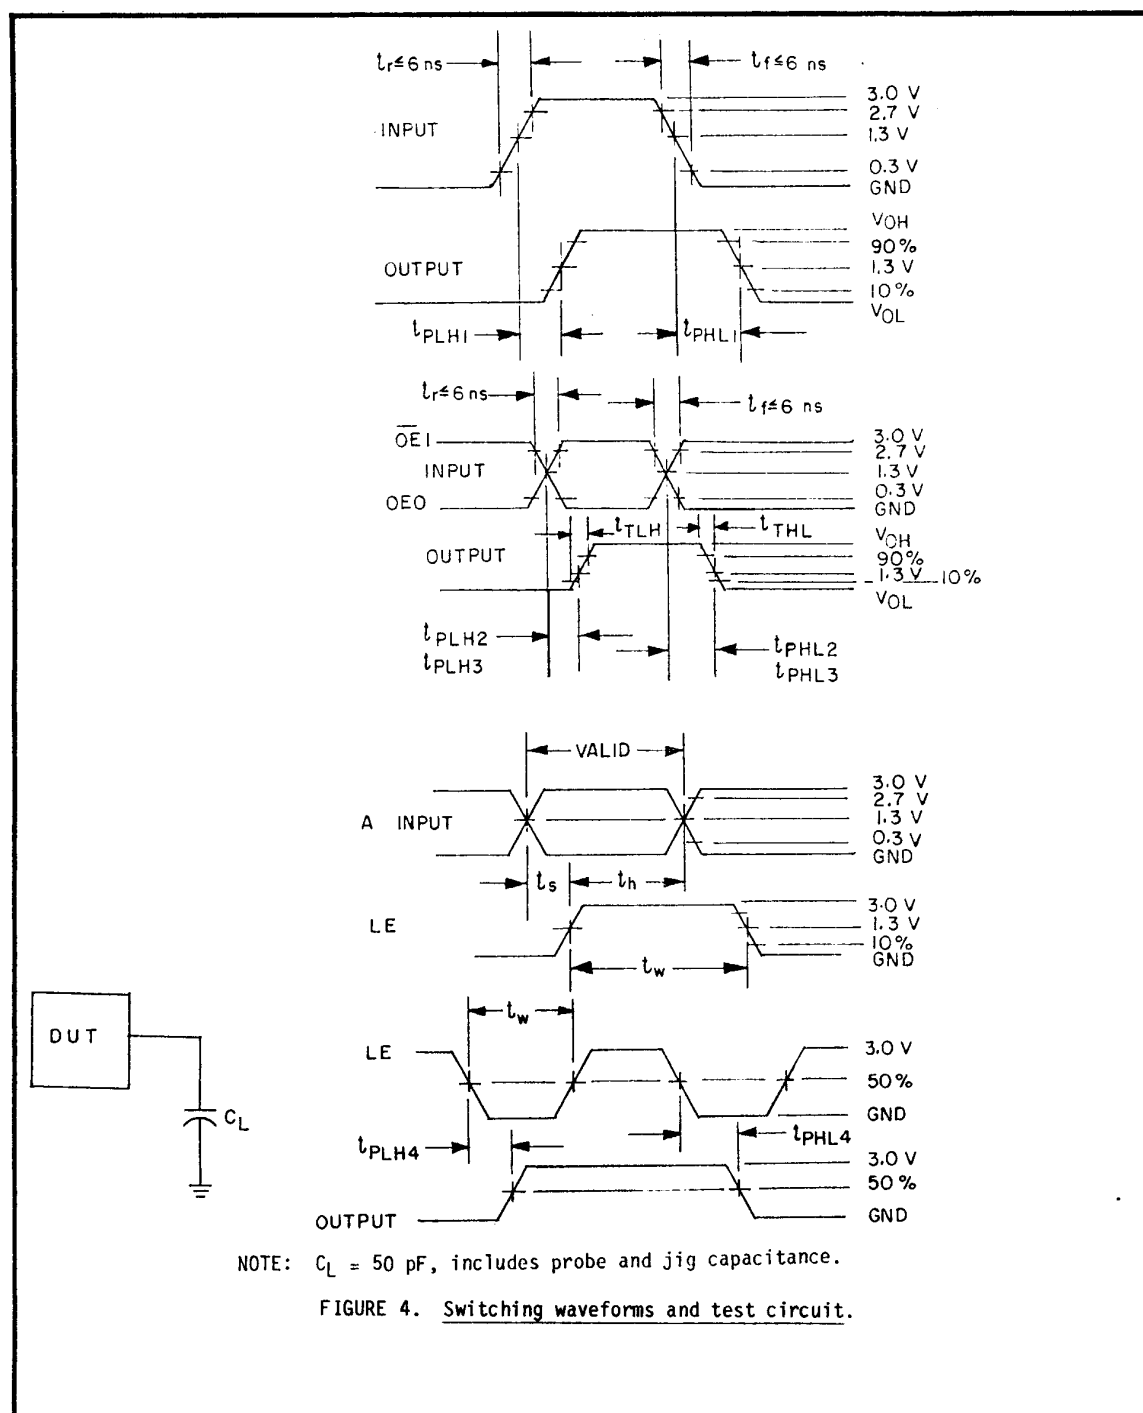 tr≤6 ns
tf≤6 ns
3.0 V
2.7 V
INPUT
1.3 V
0.3 V
GND
VOH
90%
OUTPUT
1.3 V
10%
VOL
tPLH1
tPHL1
tr≤6 ns
tf≤6 ns
O̅E̅1
3.0 V
2.7 V
INPUT
1.3 V
0.3 V
OE0
GND
tTLH
tTHL
VOH
OUTPUT
90%
1.3 V
10%
VOL
tPLH2
tPHL2
tPLH3
tPHL3
VALID
3.0 V
2.7 V
A INPUT
1.3 V
0.3 V
GND
ts
th
3.0 V
LE
1.3 V
10%
GND
tw
tw
DUT
LE
3.0 V
50%
CL
GND
tPLH4
tPHL4
3.0 V
50%
OUTPUT
GND
NOTE: CL = 50 pF, includes probe and jig capacitance.
FIGURE 4. Switching waveforms and test circuit.